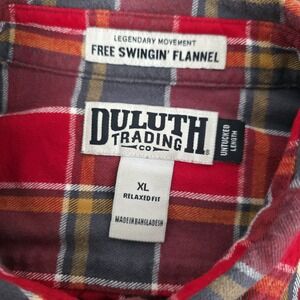 LEGENDARY MOVEMENT
FREE SWINGIN' FLANNEL
DULUTH
TRADING
CO
®
UNTUCKED
LENGTH
XL
RELAXED FIT
MADE IN BANGLADESH